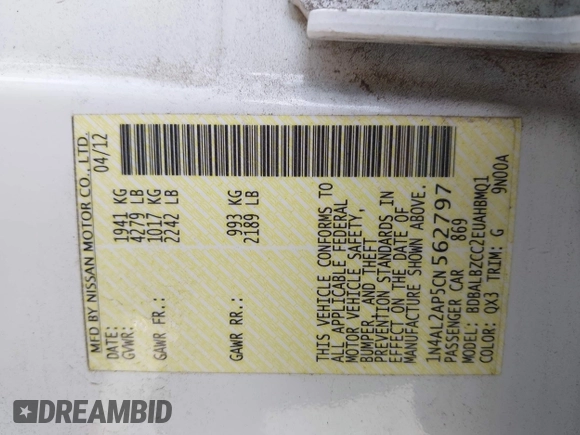 MFD BY NISSAN MOTOR CO., LTD.
DATE: 04/12
GVWR: 1941 KG
4279 LB
GAWR FR.: 1017 KG
2242 LB
GAWR RR.: 993 KG
2189 LB
THIS VEHICLE CONFORMS TO
ALL APPLICABLE FEDERAL
MOTOR VEHICLE SAFETY,
BUMPER, AND THEFT
PREVENTION STANDARDS IN
EFFECT ON THE DATE OF
MANUFACTURE SHOWN ABOVE.
1N4AL2AP5CN562797
PASSENGER CAR 869
MODEL: BDBALBZCC2EUAHBMQ1
COLOR: QX3 TRIM: G 9N00A
DREAMBID